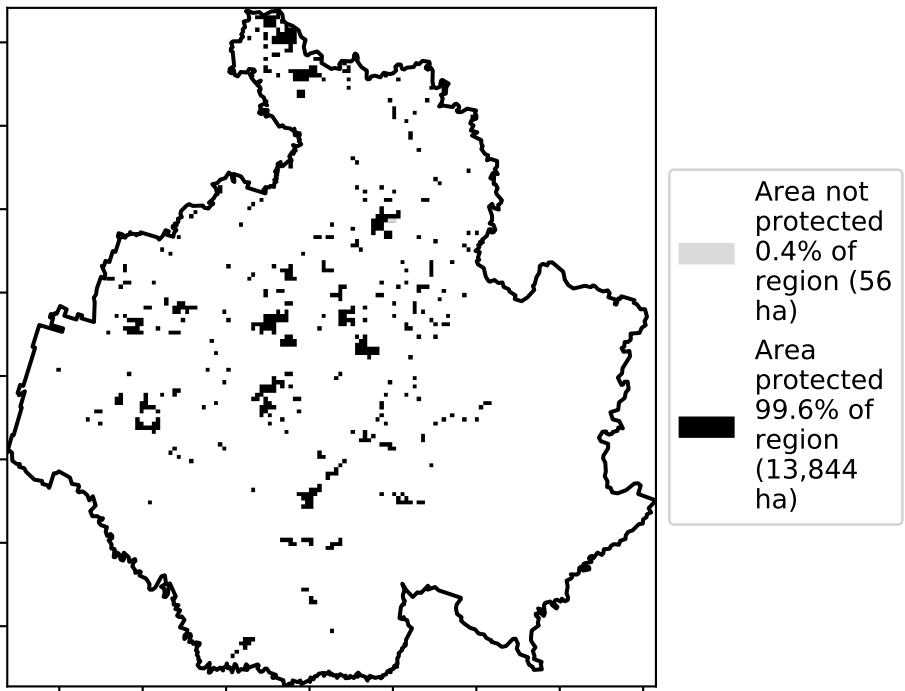 Area not
protected
0.4% of
region (56
ha)
Area
protected
99.6% of
region
(13,844
ha)